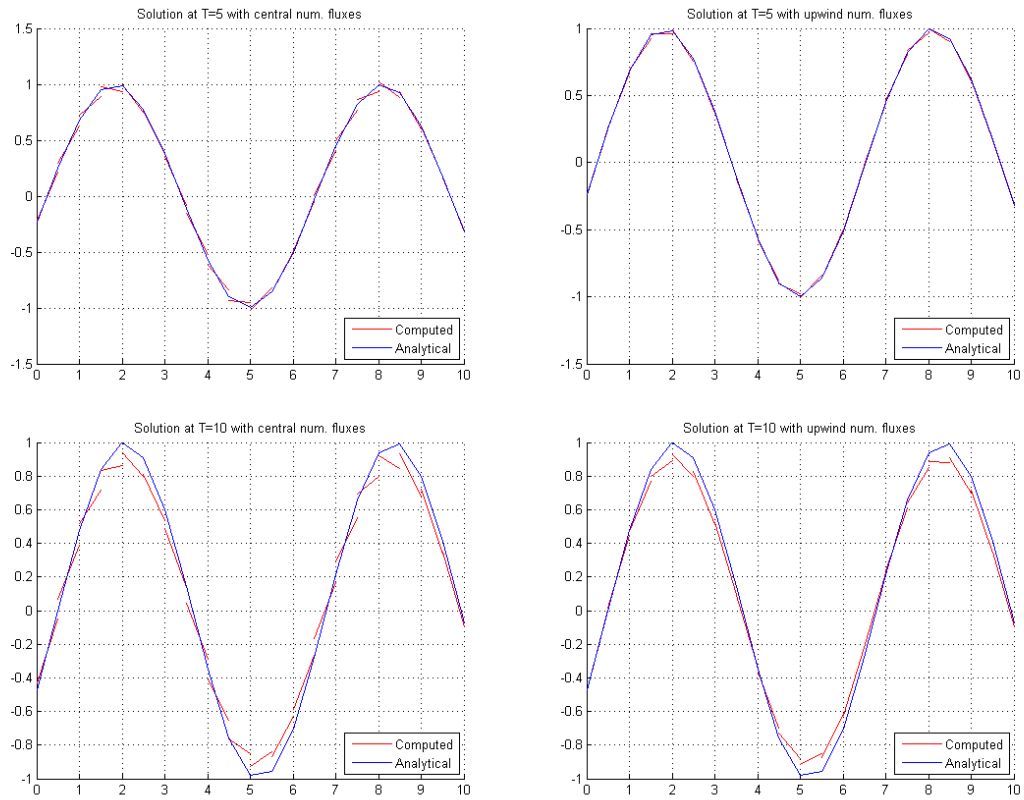 Solution at T=5 with central num. fluxes
1.5
1
0.5
0
-0.5
-1
-1.5
0 1 2 3 4 5 6 7 8 9 10
Computed
Analytical
Solution at T=5 with upwind num. fluxes
1
0.5
0
-0.5
-1
-1.5
0 1 2 3 4 5 6 7 8 9 10
Computed
Analytical
Solution at T=10 with central num. fluxes
1
0.8
0.6
0.4
0.2
0
-0.2
-0.4
-0.6
-0.8
-1
0 1 2 3 4 5 6 7 8 9 10
Computed
Analytical
Solution at T=10 with upwind num. fluxes
1
0.8
0.6
0.4
0.2
0
-0.2
-0.4
-0.6
-0.8
-1
0 1 2 3 4 5 6 7 8 9 10
Computed
Analytical